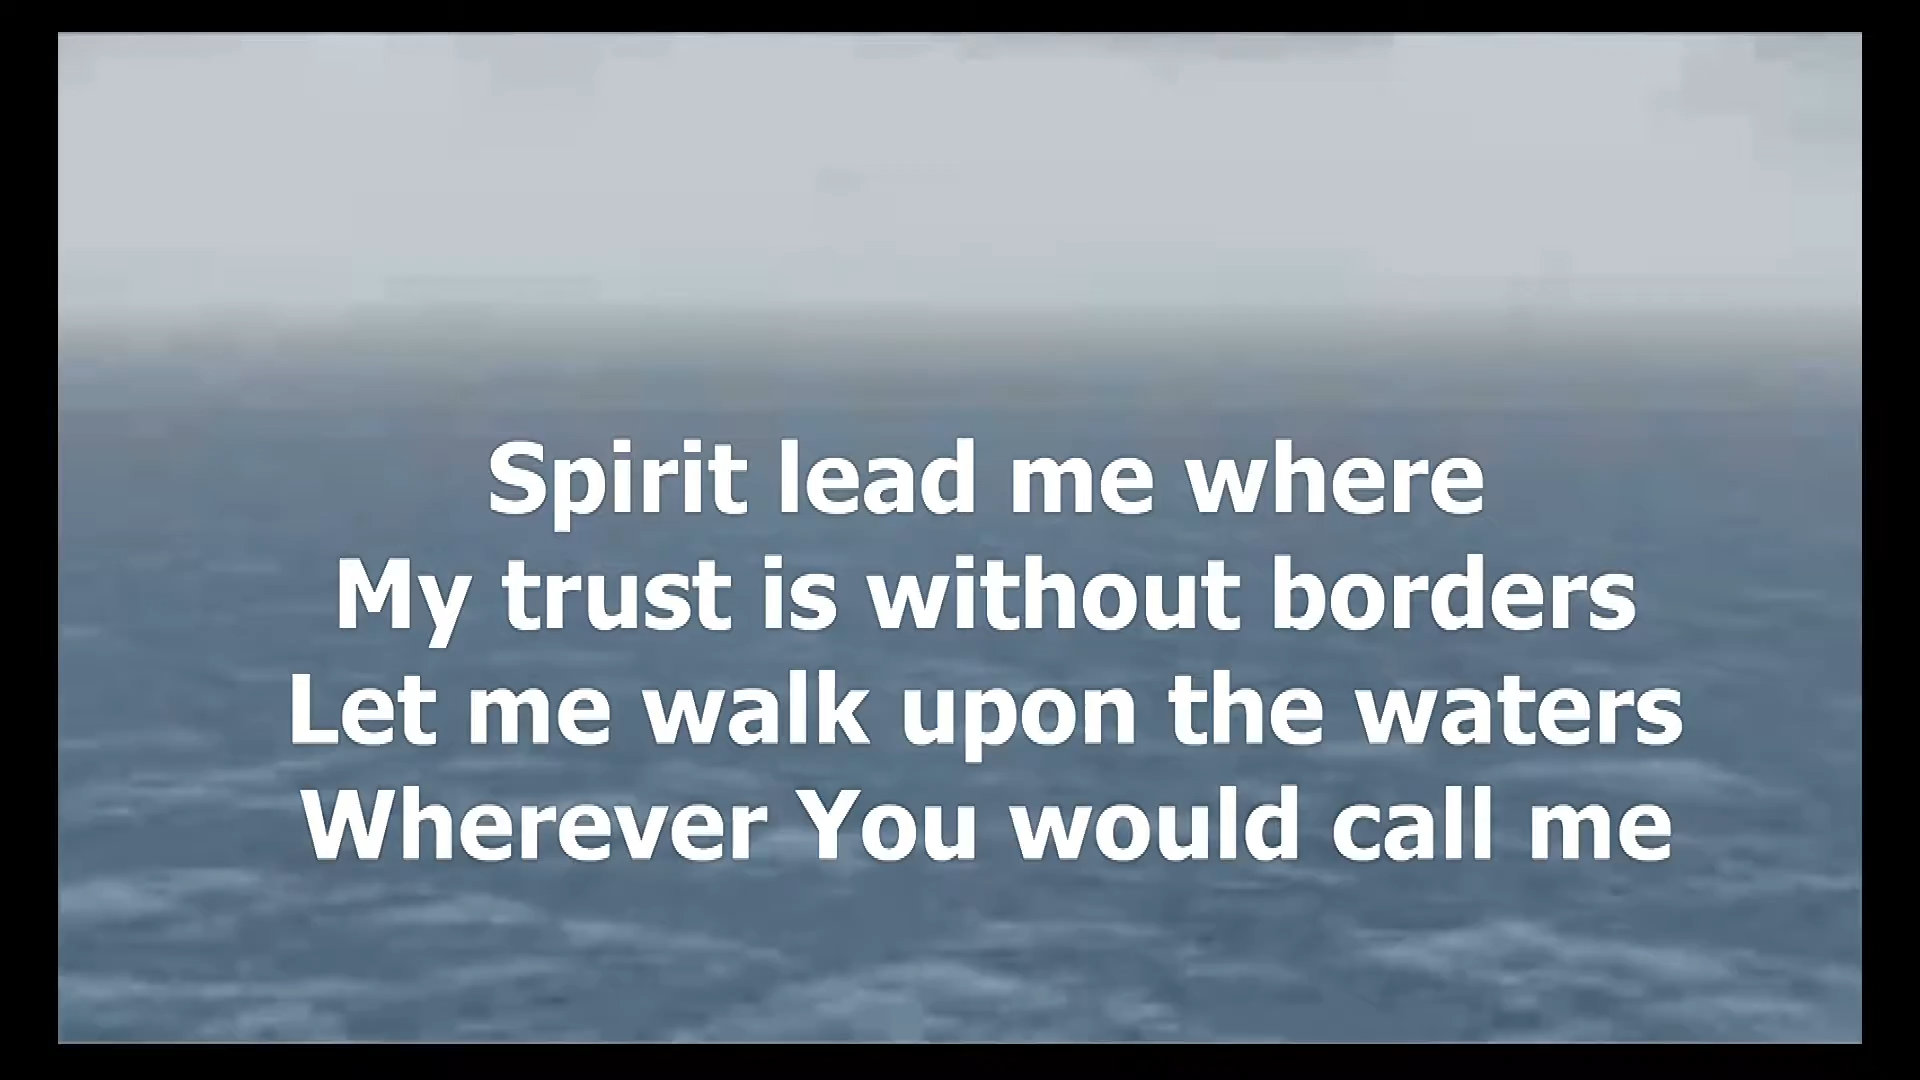 Spirit lead me where
My trust is without borders
Let me walk upon the waters
Wherever You would call me